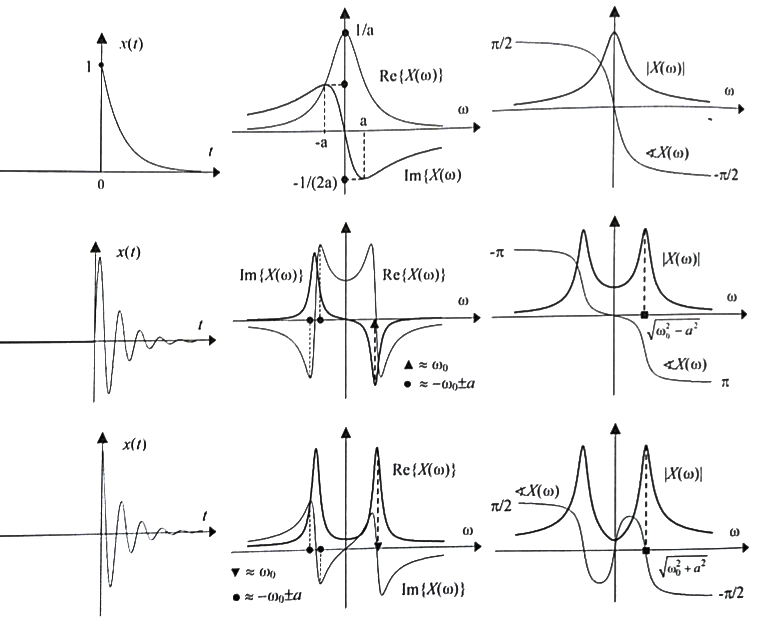 x(t)
1
t
0
1/a
Re{X(ω)}
ω
a
-a
-1/(2a)
Im{X(ω)
π/2
|X(ω)|
ω
∢X(ω)
-π/2
x(t)
t
Im{X(ω)}
Re{X(ω)}
ω
▲ ≈ ω₀
● ≈ -ω₀±a
-π
|X(ω)|
ω
√ω₀² - a²
∢X(ω)
π
x(t)
t
Re{X(ω)}
ω
▼ ≈ ω₀
● ≈ -ω₀±a
Im{X(ω)}
∢X(ω)
π/2
|X(ω)|
ω
√ω₀² + a²
-π/2